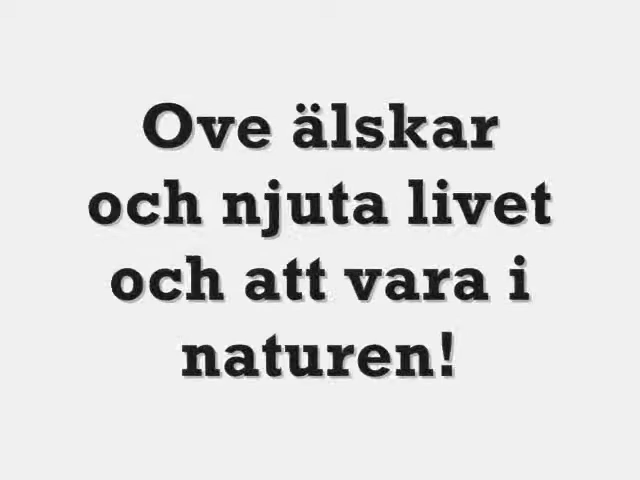 Ove älskar
och njuta livet
och att vara i
naturen!